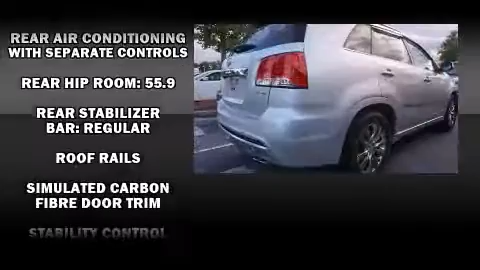 REAR AIR CONDITIONING
WITH SEPARATE CONTROLS
REAR HIP ROOM: 55.9
REAR STABILIZER
BAR: REGULAR
ROOF RAILS
SIMULATED CARBON
FIBRE DOOR TRIM
STABILITY CONTROL